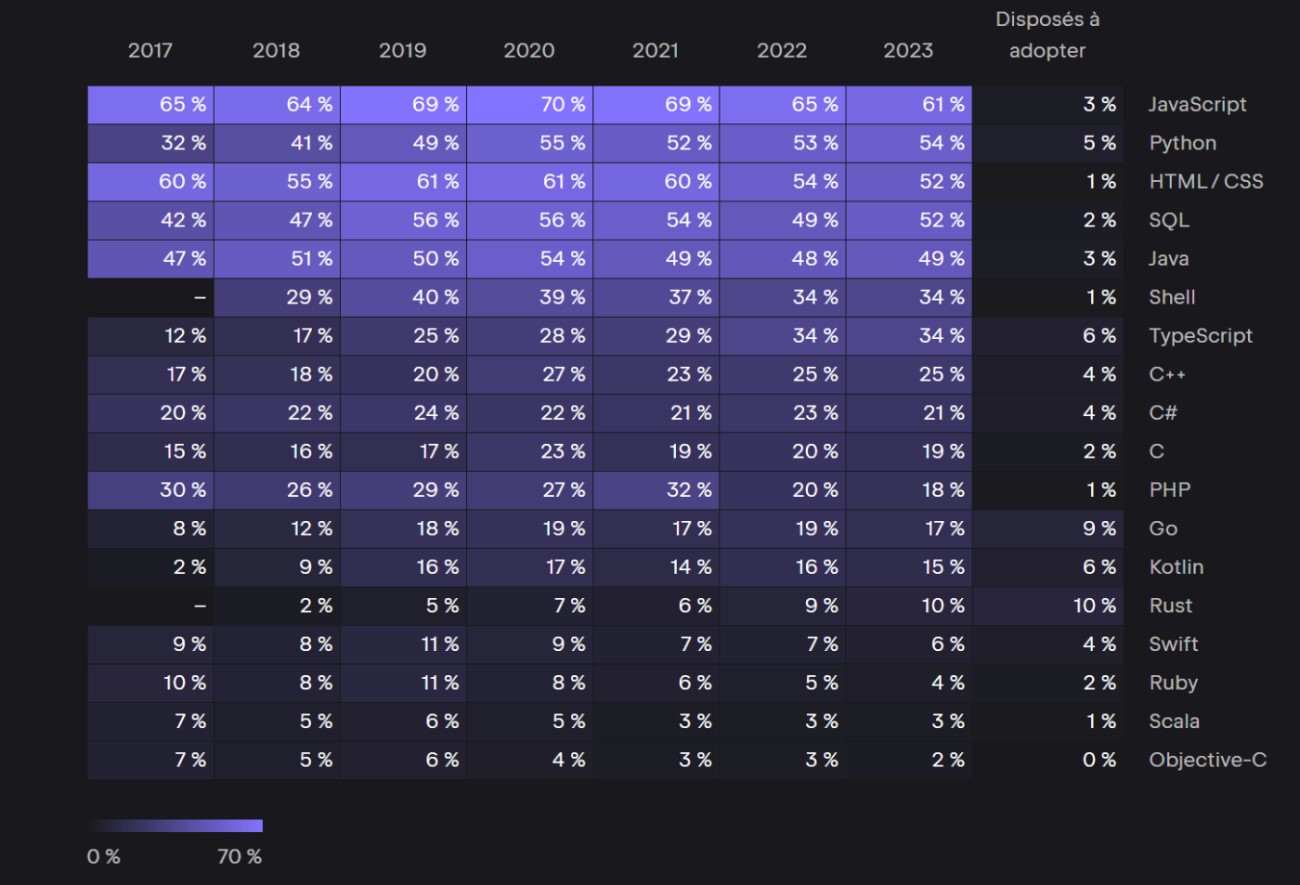 Disposés à
2017 2018 2019 2020 2021 2022 2023 adopter
65 % 64 % 69 % 70 % 69 % 65 % 61 % 3 % JavaScript
32 % 41 % 49 % 55 % 52 % 53 % 54 % 5 % Python
60 % 55 % 61 % 61 % 60 % 54 % 52 % 1 % HTML / CSS
42 % 47 % 56 % 56 % 54 % 49 % 52 % 2 % SQL
47 % 51 % 50 % 54 % 49 % 48 % 49 % 3 % Java
– 29 % 40 % 39 % 37 % 34 % 34 % 1 % Shell
12 % 17 % 25 % 28 % 29 % 34 % 34 % 6 % TypeScript
17 % 18 % 20 % 27 % 23 % 25 % 25 % 4 % C++
20 % 22 % 24 % 22 % 21 % 23 % 21 % 4 % C#
15 % 16 % 17 % 23 % 19 % 20 % 19 % 2 % C
30 % 26 % 29 % 27 % 32 % 20 % 18 % 1 % PHP
8 % 12 % 18 % 19 % 17 % 19 % 17 % 9 % Go
2 % 9 % 16 % 17 % 14 % 16 % 15 % 6 % Kotlin
– 2 % 5 % 7 % 6 % 9 % 10 % 10 % Rust
9 % 8 % 11 % 9 % 7 % 7 % 6 % 4 % Swift
10 % 8 % 11 % 8 % 6 % 5 % 4 % 2 % Ruby
7 % 5 % 6 % 5 % 3 % 3 % 3 % 1 % Scala
7 % 5 % 6 % 4 % 3 % 3 % 2 % 0 % Objective-C
0 % 70 %